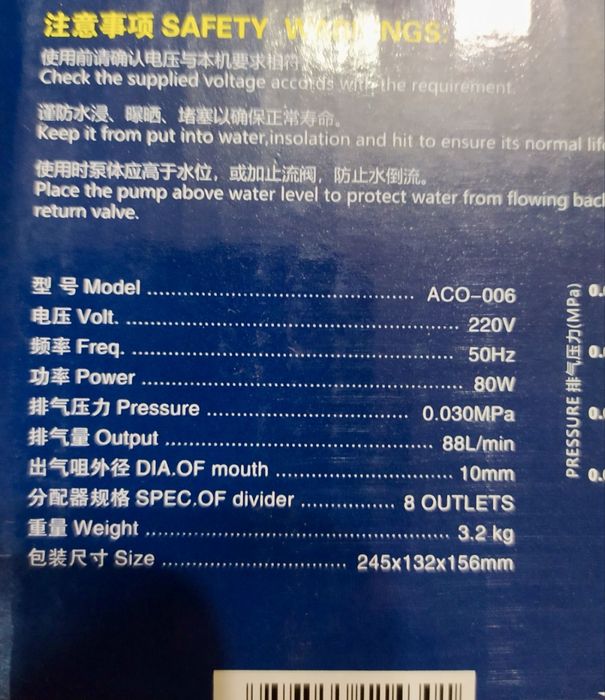 注意事项 SAFETY WARNINGS:
使用前请确认电压与本机要求相符
Check the supplied voltage accords with the requirement.
谨防水浸、曝晒、堵塞以确保正常寿命。
Keep it from put into water,insolation and hit to ensure its normal life
使用时泵体应高于水位，或加止流阀，防止水倒流。
Place the pump above water level to protect water from flowing back
return valve.
型 号 Model ........................................ ACO-006
电压 Volt. .................................................. 220V
频率 Freq. .................................................. 50Hz
功率 Power ................................................ 80W
排气压力 Pressure .............................. 0.030MPa
排气量 Output ........................................ 88L/min
出气咀外径 DIA.OF mouth ........................... 10mm
分配器规格 SPEC.OF divider .............. 8 OUTLETS
重量 Weight .............................................. 3.2 kg
包装尺寸 Size ........................... 245x132x156mm
PRESSURE 排气压力(MPa)